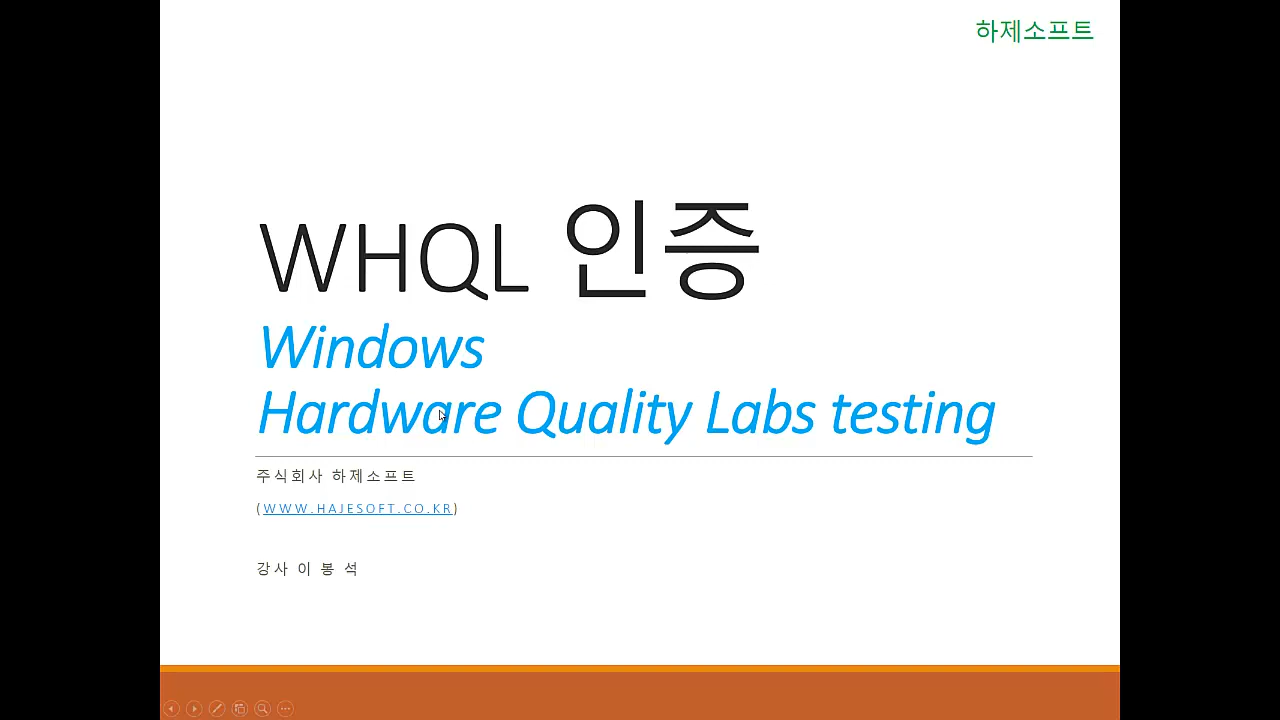 하제소프트
WHQL 인증
Windows
Hardware Quality Labs testing
주식회사 하제소프트
(WWW.HAJESOFT.CO.KR)
강사 이 봉 석